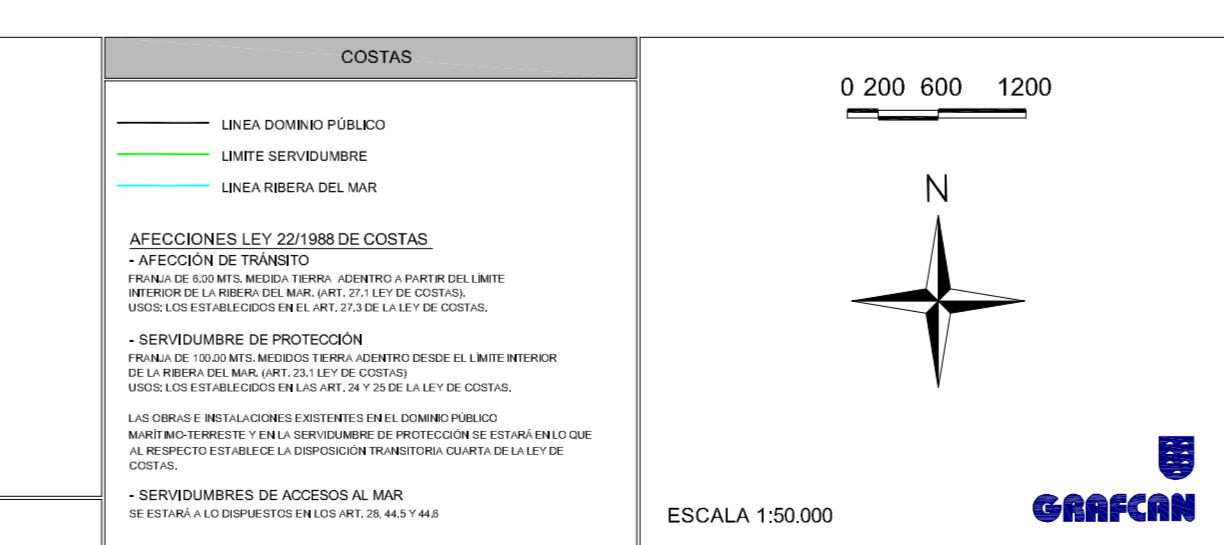 COSTAS
LINEA DOMINIO PÚBLICO
LIMITE SERVIDUMBRE
LINEA RIBERA DEL MAR
AFECCIONES LEY 22/1988 DE COSTAS
- AFECCIÓN DE TRÁNSITO
FRANJA DE 6.00 MTS. MEDIDA TIERRA ADENTRO A PARTIR DEL LÍMITE
INTERIOR DE LA RIBERA DEL MAR. (ART. 27.1 LEY DE COSTAS).
USOS: LOS ESTABLECIDOS EN EL ART. 27.3 DE LA LEY DE COSTAS.
- SERVIDUMBRE DE PROTECCIÓN
FRANJA DE 100.00 MTS. MEDIDOS TIERRA ADENTRO DESDE EL LÍMITE INTERIOR
DE LA RIBERA DEL MAR. (ART. 23.1 LEY DE COSTAS)
USOS: LOS ESTABLECIDOS EN LAS ART. 24 Y 25 DE LA LEY DE COSTAS.
LAS OBRAS E INSTALACIONES EXISTENTES EN EL DOMINIO PÚBLICO
MARÍTIMO-TERRESTE Y EN LA SERVIDUMBRE DE PROTECCIÓN SE ESTARÁ EN LO QUE
AL RESPECTO ESTABLECE LA DISPOSICIÓN TRANSITORIA CUARTA DE LA LEY DE
COSTAS.
- SERVIDUMBRES DE ACCESOS AL MAR
SE ESTARÁ A LO DISPUESTOS EN LOS ART. 28, 44.5 Y 44.6
0 200 600 1200
N
ESCALA 1:50.000
GRAFCAN